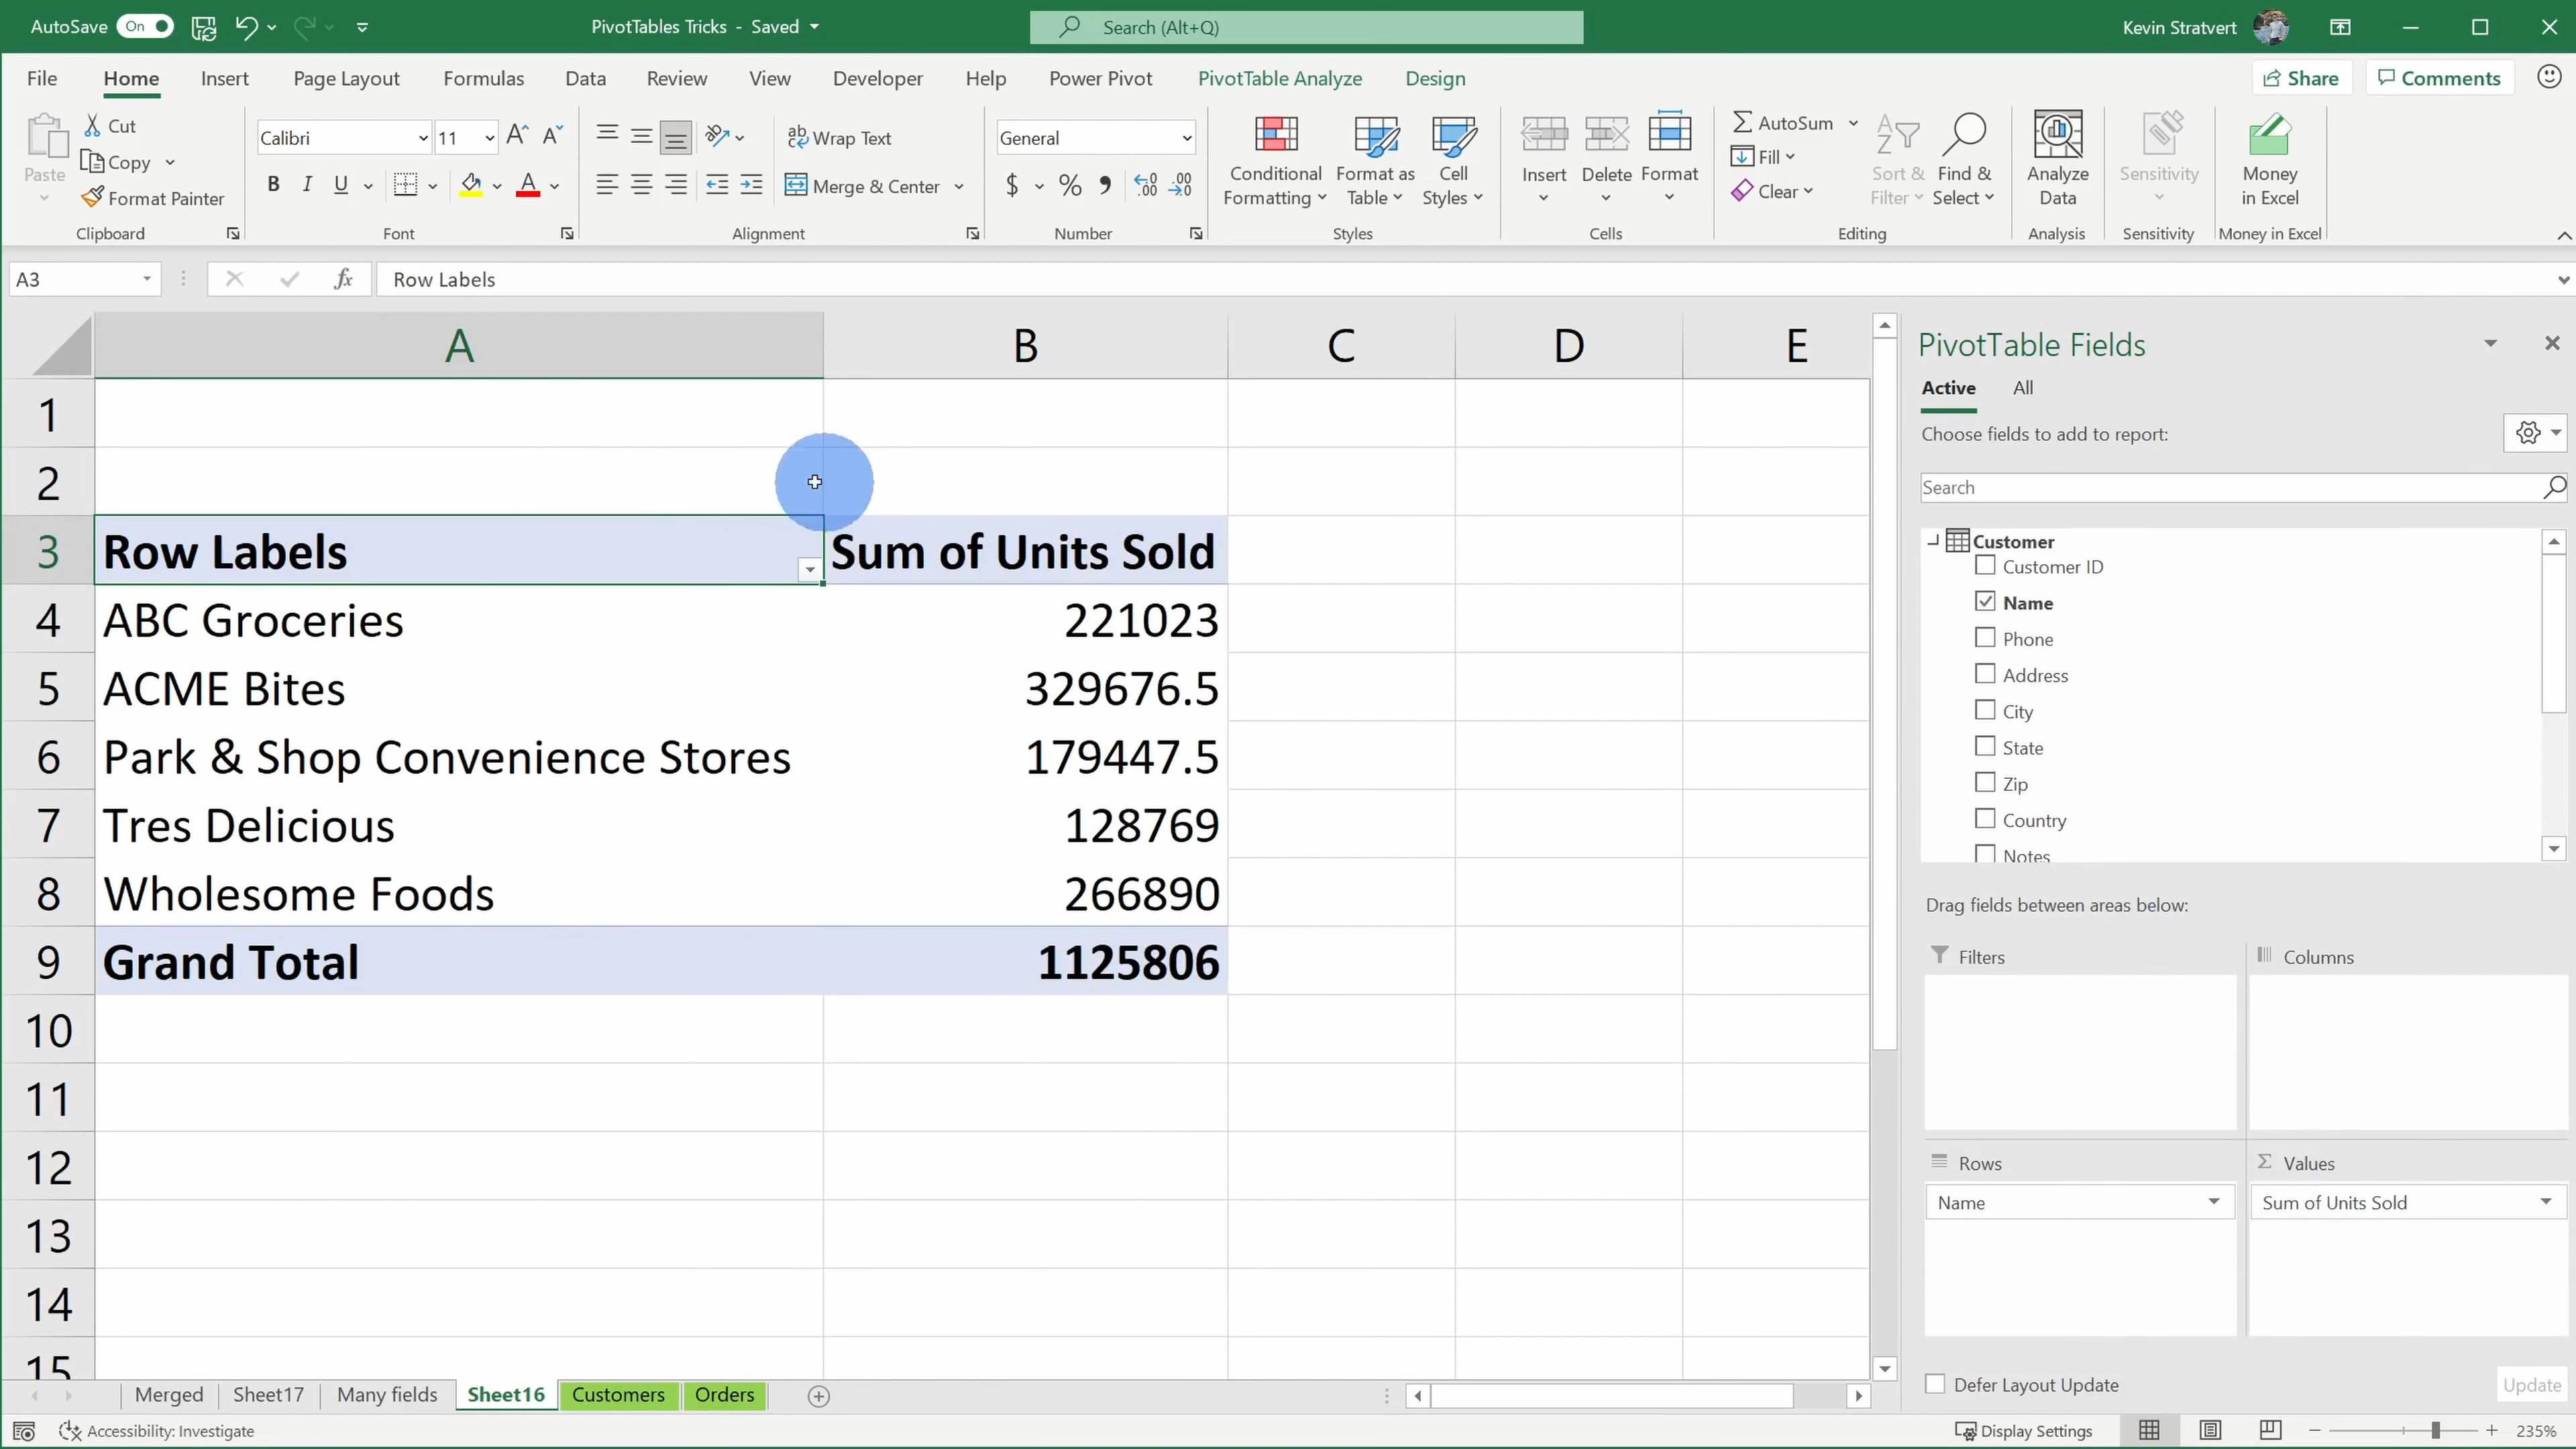 AutoSave On PivotTables Tricks - Saved Search (Alt+Q) Kevin Stratvert
File Home Insert Page Layout Formulas Data Review View Developer Help Power Pivot PivotTable Analyze Design Share Comments
Paste
Cut
Copy
Format Painter
Clipboard
Calibri 11
B I U A
Font
ab Wrap Text
Merge & Center
Alignment
General
$ % 9
Number
Conditional Formatting
Format as Table
Cell Styles
Styles
Insert Delete Format
Cells
AutoSum
Fill
Clear
Sort & Filter
Find & Select
Editing
Analyze Data
Analysis
Sensitivity
Sensitivity
Money in Excel
Money in Excel
A3 fx Row Labels
A B C D E
1
2
3 Row Labels Sum of Units Sold
4 ABC Groceries 221023
5 ACME Bites 329676.5
6 Park & Shop Convenience Stores 179447.5
7 Tres Delicious 128769
8 Wholesome Foods 266890
9 Grand Total 1125806
10
11
12
13
14
15
PivotTable Fields
Active All
Choose fields to add to report:
Search
Customer
Customer ID
Name
Phone
Address
City
State
Zip
Country
Notes
Drag fields between areas below:
Filters Columns
Rows Values
Name Sum of Units Sold
Defer Layout Update Update
Merged Sheet17 Many fields Sheet16 Customers Orders
Accessibility: Investigate Display Settings 235%